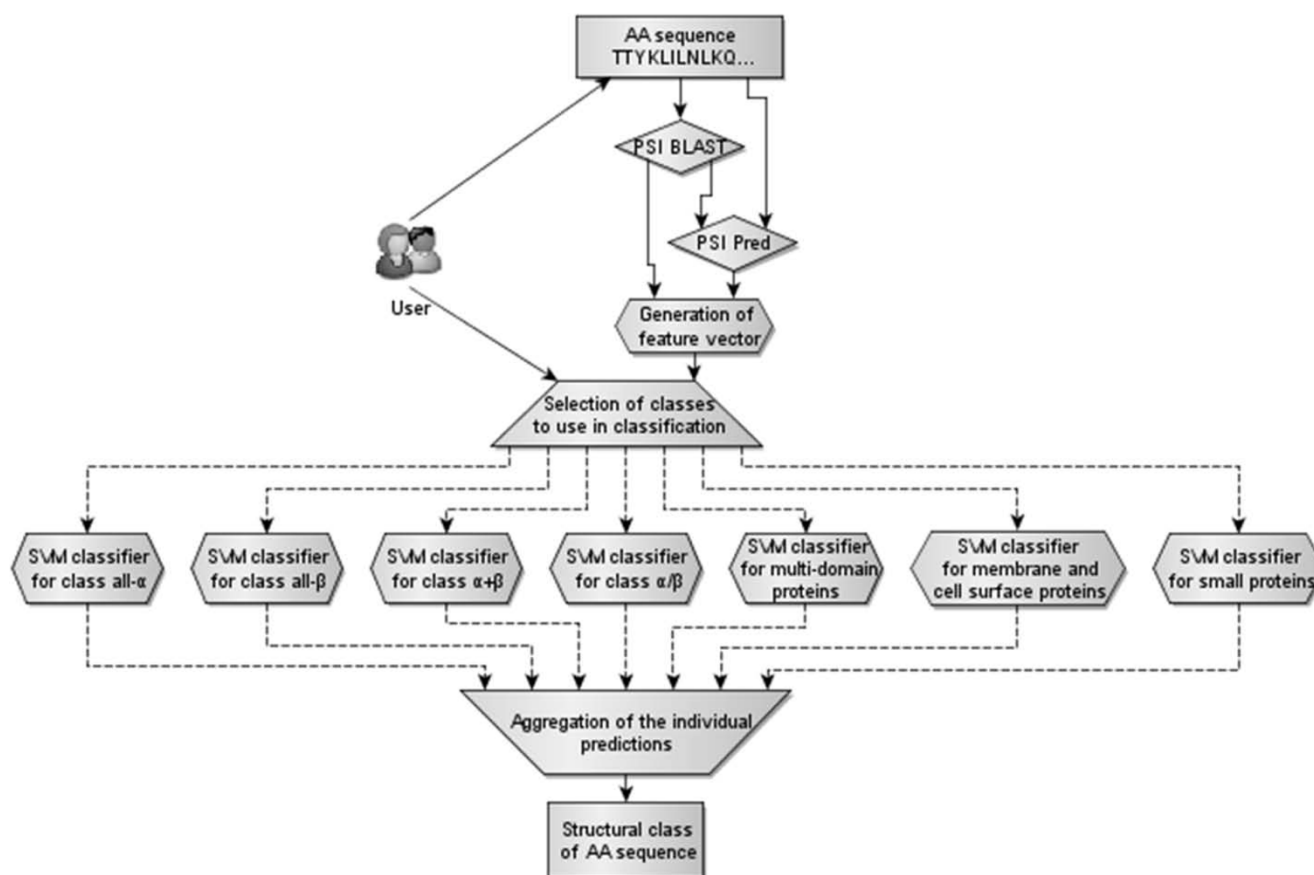 AA sequence
TTYKLILNLKQ...
PSI BLAST
PSI Pred
User
Generation of
feature vector
Selection of classes
to use in classification
SVM classifier
for class all-α
SVM classifier
for class all-β
SVM classifier
for class α+β
SVM classifier
for class α/β
SVM classifier
for multi-domain
proteins
SVM classifier
for membrane and
cell surface proteins
SVM classifier
for small proteins
Aggregation of the individual
predictions
Structural class
of AA sequence